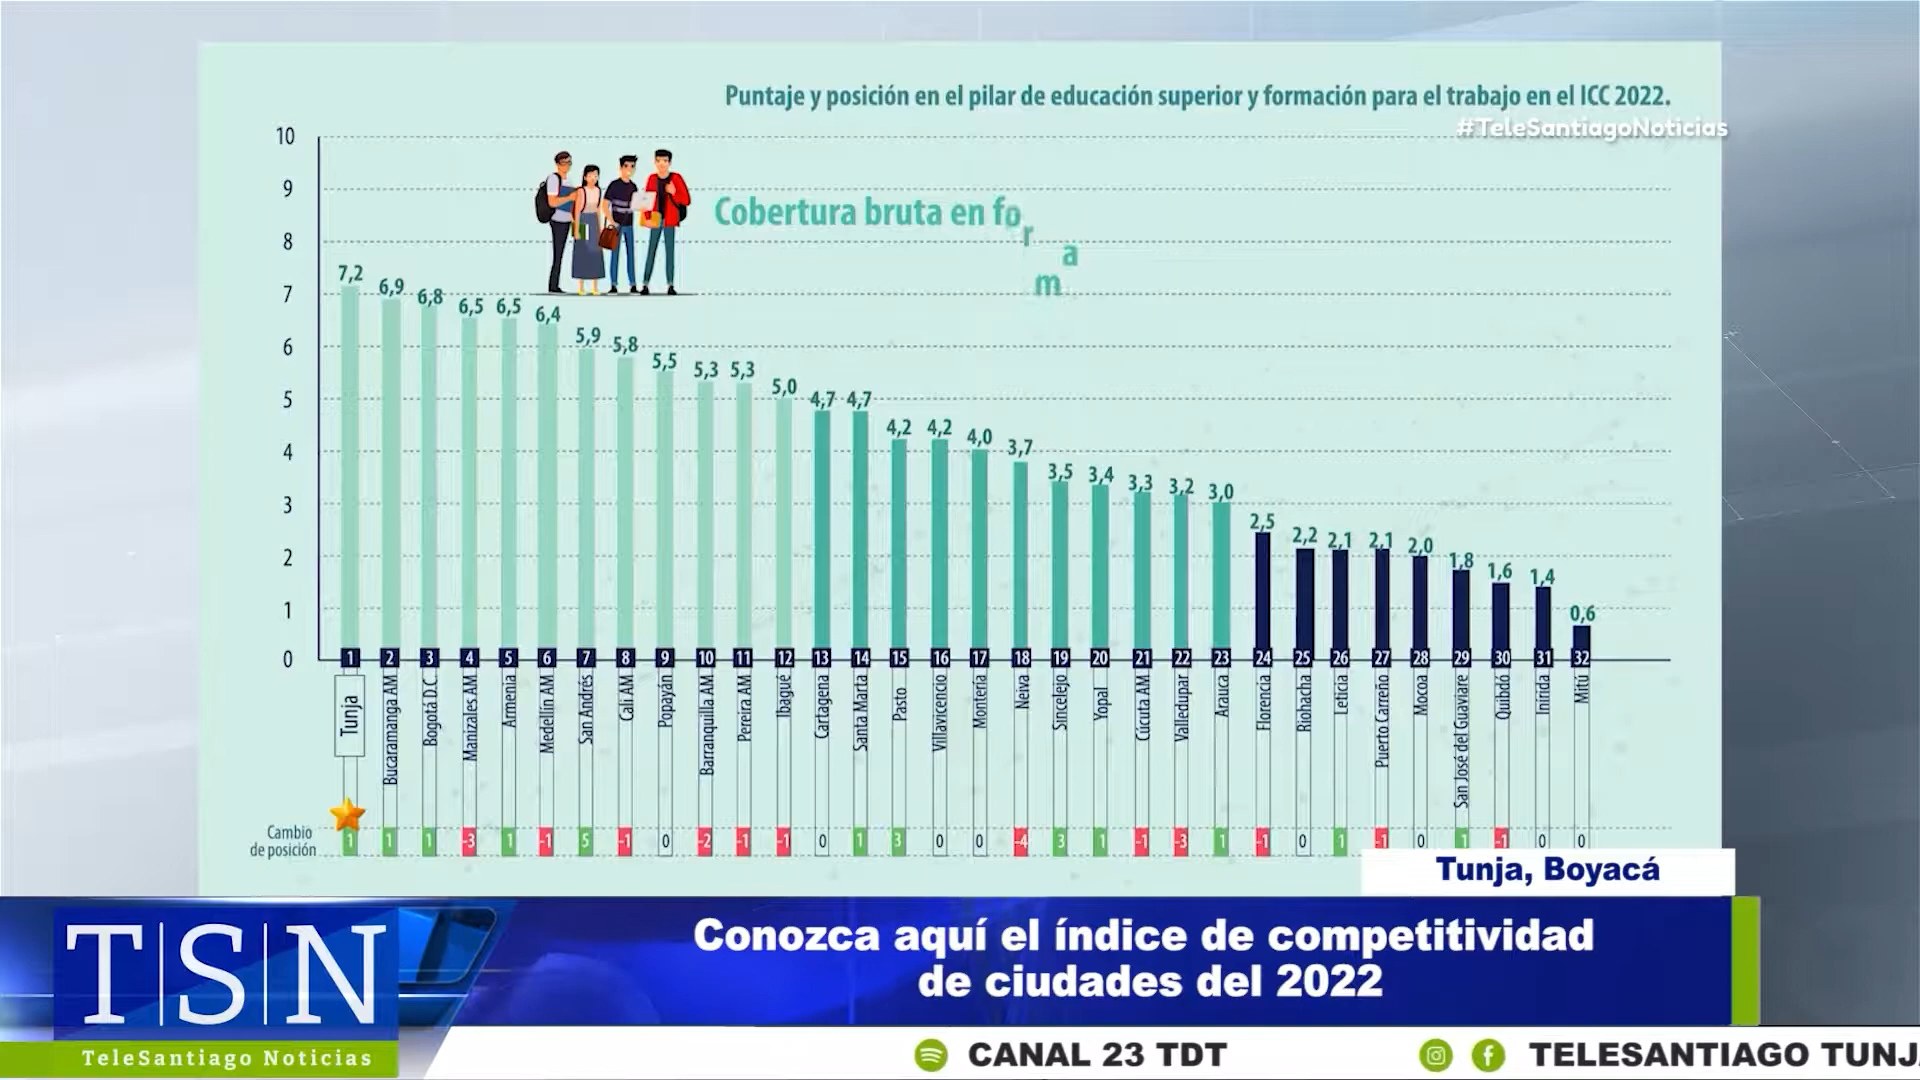 Puntaje y posición en el pilar de educación superior y formación para el trabajo en el ICC 2022.
#TeleSantiagoNoticias
Cobertura bruta en forma
10
9
8
7
6
5
4
3
2
1
0
7,2 6,9 6,8 6,5 6,5 6,4 5,9 5,8 5,5 5,3 5,3 5,0 4,7 4,7 4,2 4,2 4,0 3,7 3,5 3,4 3,3 3,2 3,0 2,5 2,2 2,1 2,1 2,0 1,8 1,6 1,4 0,6
1 2 3 4 5 6 7 8 9 10 11 12 13 14 15 16 17 18 19 20 21 22 23 24 25 26 27 28 29 30 31 32
Tunja
Bucaramanga AM
Bogotá D.C.
Manizales AM
Armenia
Medellín AM
San Andrés
Cali AM
Popayán
Barranquilla AM
Pereira AM
Ibagué
Cartagena
Santa Marta
Pasto
Villavicencio
Montería
Neiva
Sincelejo
Yopal
Cúcuta AM
Valledupar
Arauca
Florencia
Riohacha
Leticia
Puerto Carreño
Mocoa
San José del Guaviare
Quibdó
Inírida
Mitú
Cambio
de posición
1 1 1 -3 1 -1 5 -1 0 -2 -1 -1 0 1 3 0 0 -4 3 1 -1 -3 1 -1 0 1 -1 0 1 -1 0 0
Tunja, Boyacá
Conozca aquí el índice de competitividad
de ciudades del 2022
TSN
TeleSantiago Noticias
CANAL 23 TDT
TELESANTIAGO TUNJ